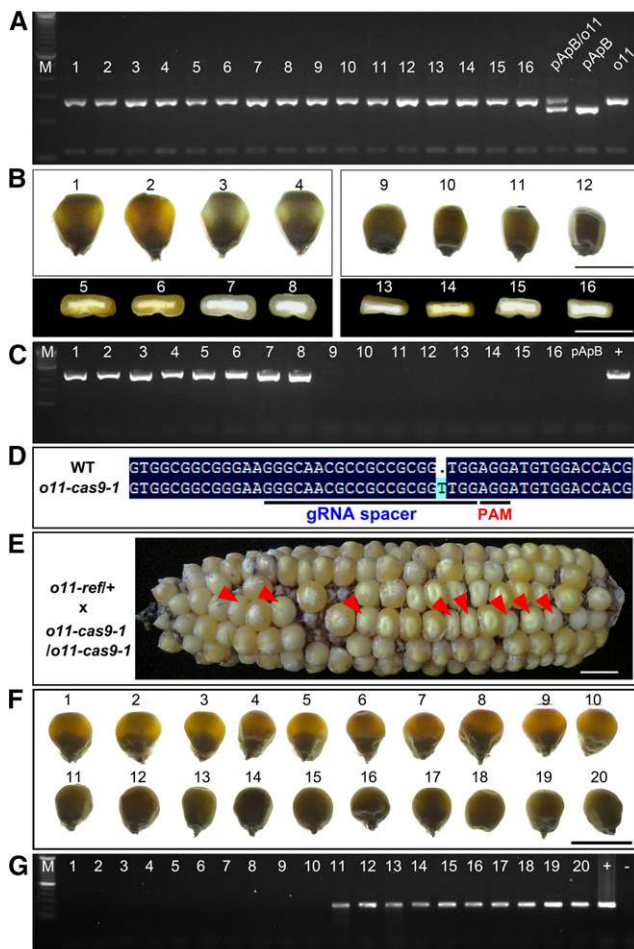 A
M 1 2 3 4 5 6 7 8 9 10 11 12 13 14 15 16 pApB/o11 pApB o11
B
1 2 3 4 9 10 11 12
5 6 7 8 13 14 15 16
C
M 1 2 3 4 5 6 7 8 9 10 11 12 13 14 15 16 pApB +
D
WT GTGGCGGCGGGAAGGGCAACGCCGCCGCGG.TGGAGGATGTGGACCACG
o11-cas9-1 GTGGCGGCGGGAAGGGCAACGCCGCCGCGGTTGGAGGATGTGGACCACG
gRNA spacer PAM
E
o11-ref/+
x
o11-cas9-1
/o11-cas9-1
F
1 2 3 4 5 6 7 8 9 10
11 12 13 14 15 16 17 18 19 20
G
M 1 2 3 4 5 6 7 8 9 10 11 12 13 14 15 16 17 18 19 20 + -